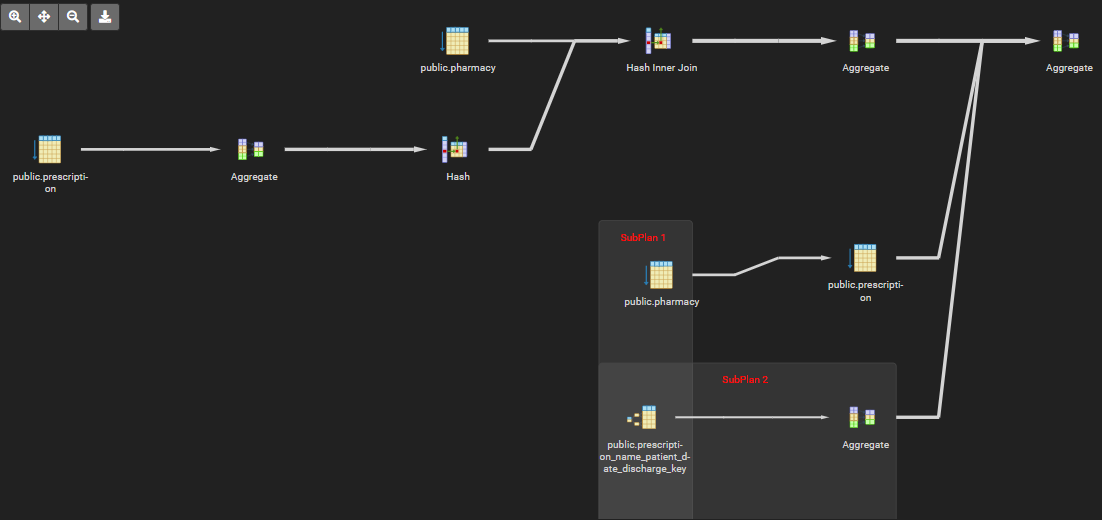 public.pharmacy
Hash Inner Join
Aggregate
Aggregate
public.prescripti-
on
Aggregate
Hash
SubPlan 1
public.pharmacy
public.prescripti-
on
SubPlan 2
public.prescripti-
on_name_patient_d-
ate_discharge_key
Aggregate